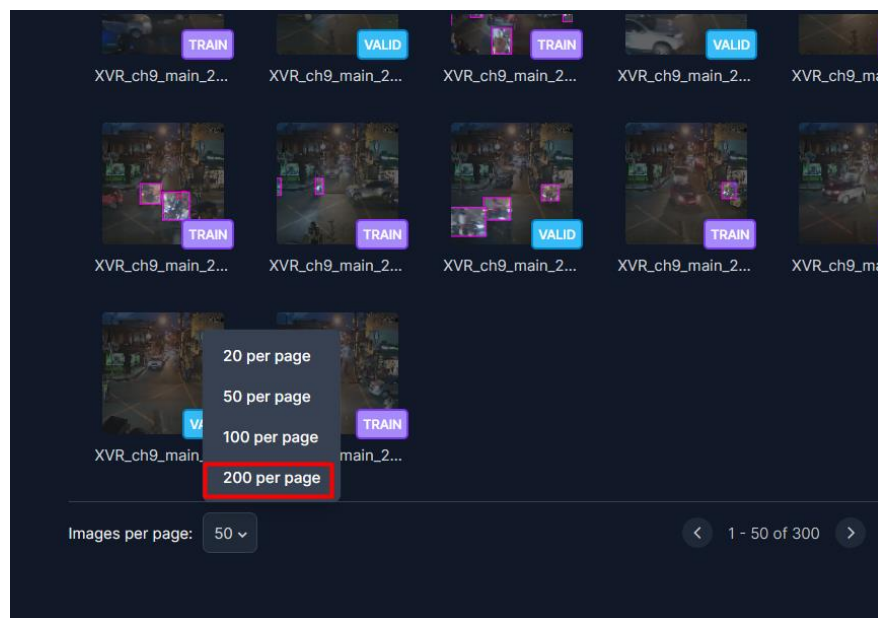 TRAIN VALID TRAIN VALID
XVR_ch9_main_2... XVR_ch9_main_2... XVR_ch9_main_2... XVR_ch9_main_2... XVR_ch9_ma
TRAIN TRAIN VALID TRAIN
XVR_ch9_main_2... XVR_ch9_main_2... XVR_ch9_main_2... XVR_ch9_main_2... XVR_ch9_ma
20 per page
50 per page
VA TRAIN
100 per page
XVR_ch9_main_ main_2...
200 per page
Images per page: 50 1 - 50 of 300